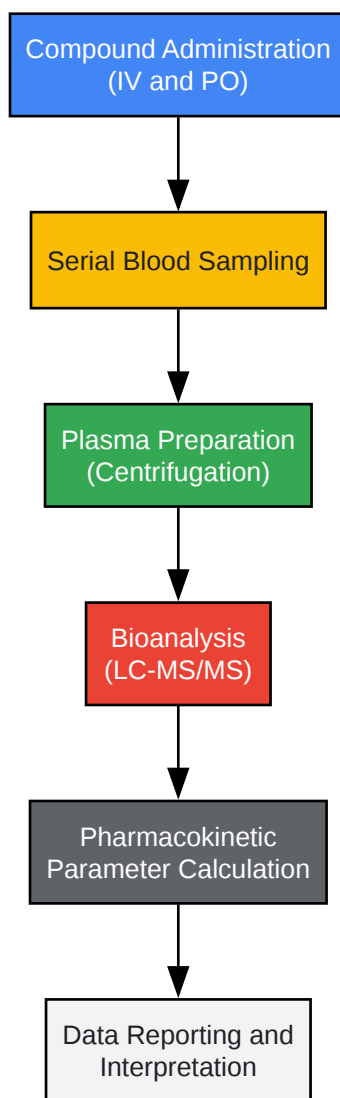 Compound Administration
(IV and PO)
Serial Blood Sampling
Plasma Preparation
(Centrifugation)
Bioanalysis
(LC-MS/MS)
Pharmacokinetic
Parameter Calculation
Data Reporting and
Interpretation